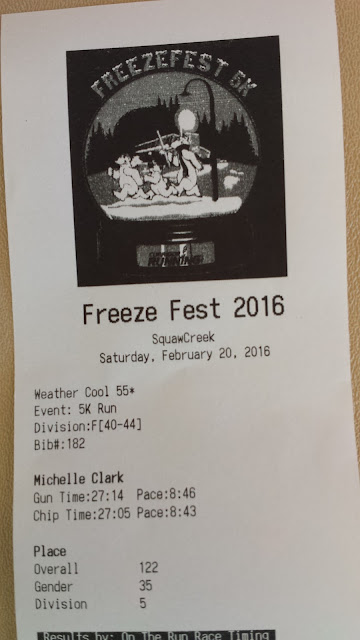 FREEZEFEST 5K
RUNNING
Freeze Fest 2016
SquawCreek
Saturday, February 20, 2016
Weather Cool 55*
Event: 5K Run
Division:F[40-44]
Bib#:182
Michelle Clark
Gun Time:27:14 Pace:8:46
Chip Time:27:05 Pace:8:43
Place
Overall 122
Gender 35
Division 5
Results by: On The Run Race Timing